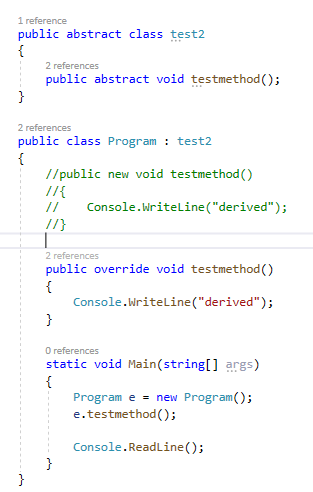 1 reference
public abstract class test2
{
2 references
public abstract void testmethod();
}
2 references
public class Program : test2
{
//public new void testmethod()
//{
//    Console.WriteLine("derived");
//}
2 references
public override void testmethod()
{
Console.WriteLine("derived");
}
0 references
static void Main(string[] args)
{
Program e = new Program();
e.testmethod();
Console.ReadLine();
}
}